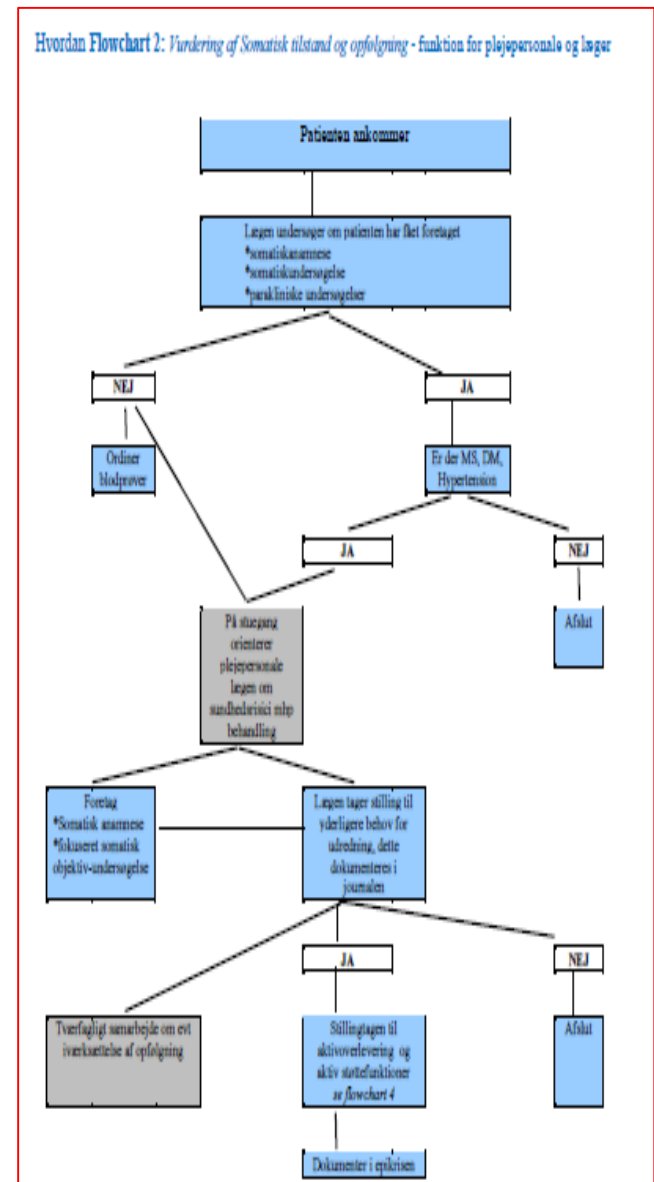 Hvordan Flowchart 2: Vurdering af Somatisk tilstand og opfølgning - funktion for plejepersonale og læger
Patienten ankommer
Lægen undersøger om patienten har fået foretaget
*somatiskanamnese
*somatiskundersøgelse
*parakliniske undersøgelser
NEJ
JA
Ordiner
blodprøver
Er der MS, DM,
Hypertension
JA
NEJ
På stuegang
orienterer
plejepersonale
lægen om
sundhedsrisici mhp
behandling
Afslut
Foretag
*Somatisk anamnese
*fokuseret somatisk
objektiv-undersøgelse
Lægen tager stilling til
yderligere behov for
udredning, dette
dokumenteres i
journalen
JA
NEJ
Tværfagligt samarbejde om evt
iværksættelse af opfølgning
Stillingtagen til
aktivoverlevering og
aktiv støttefunktioner
se flowchart 4
Afslut
Dokumenter i epikrisen